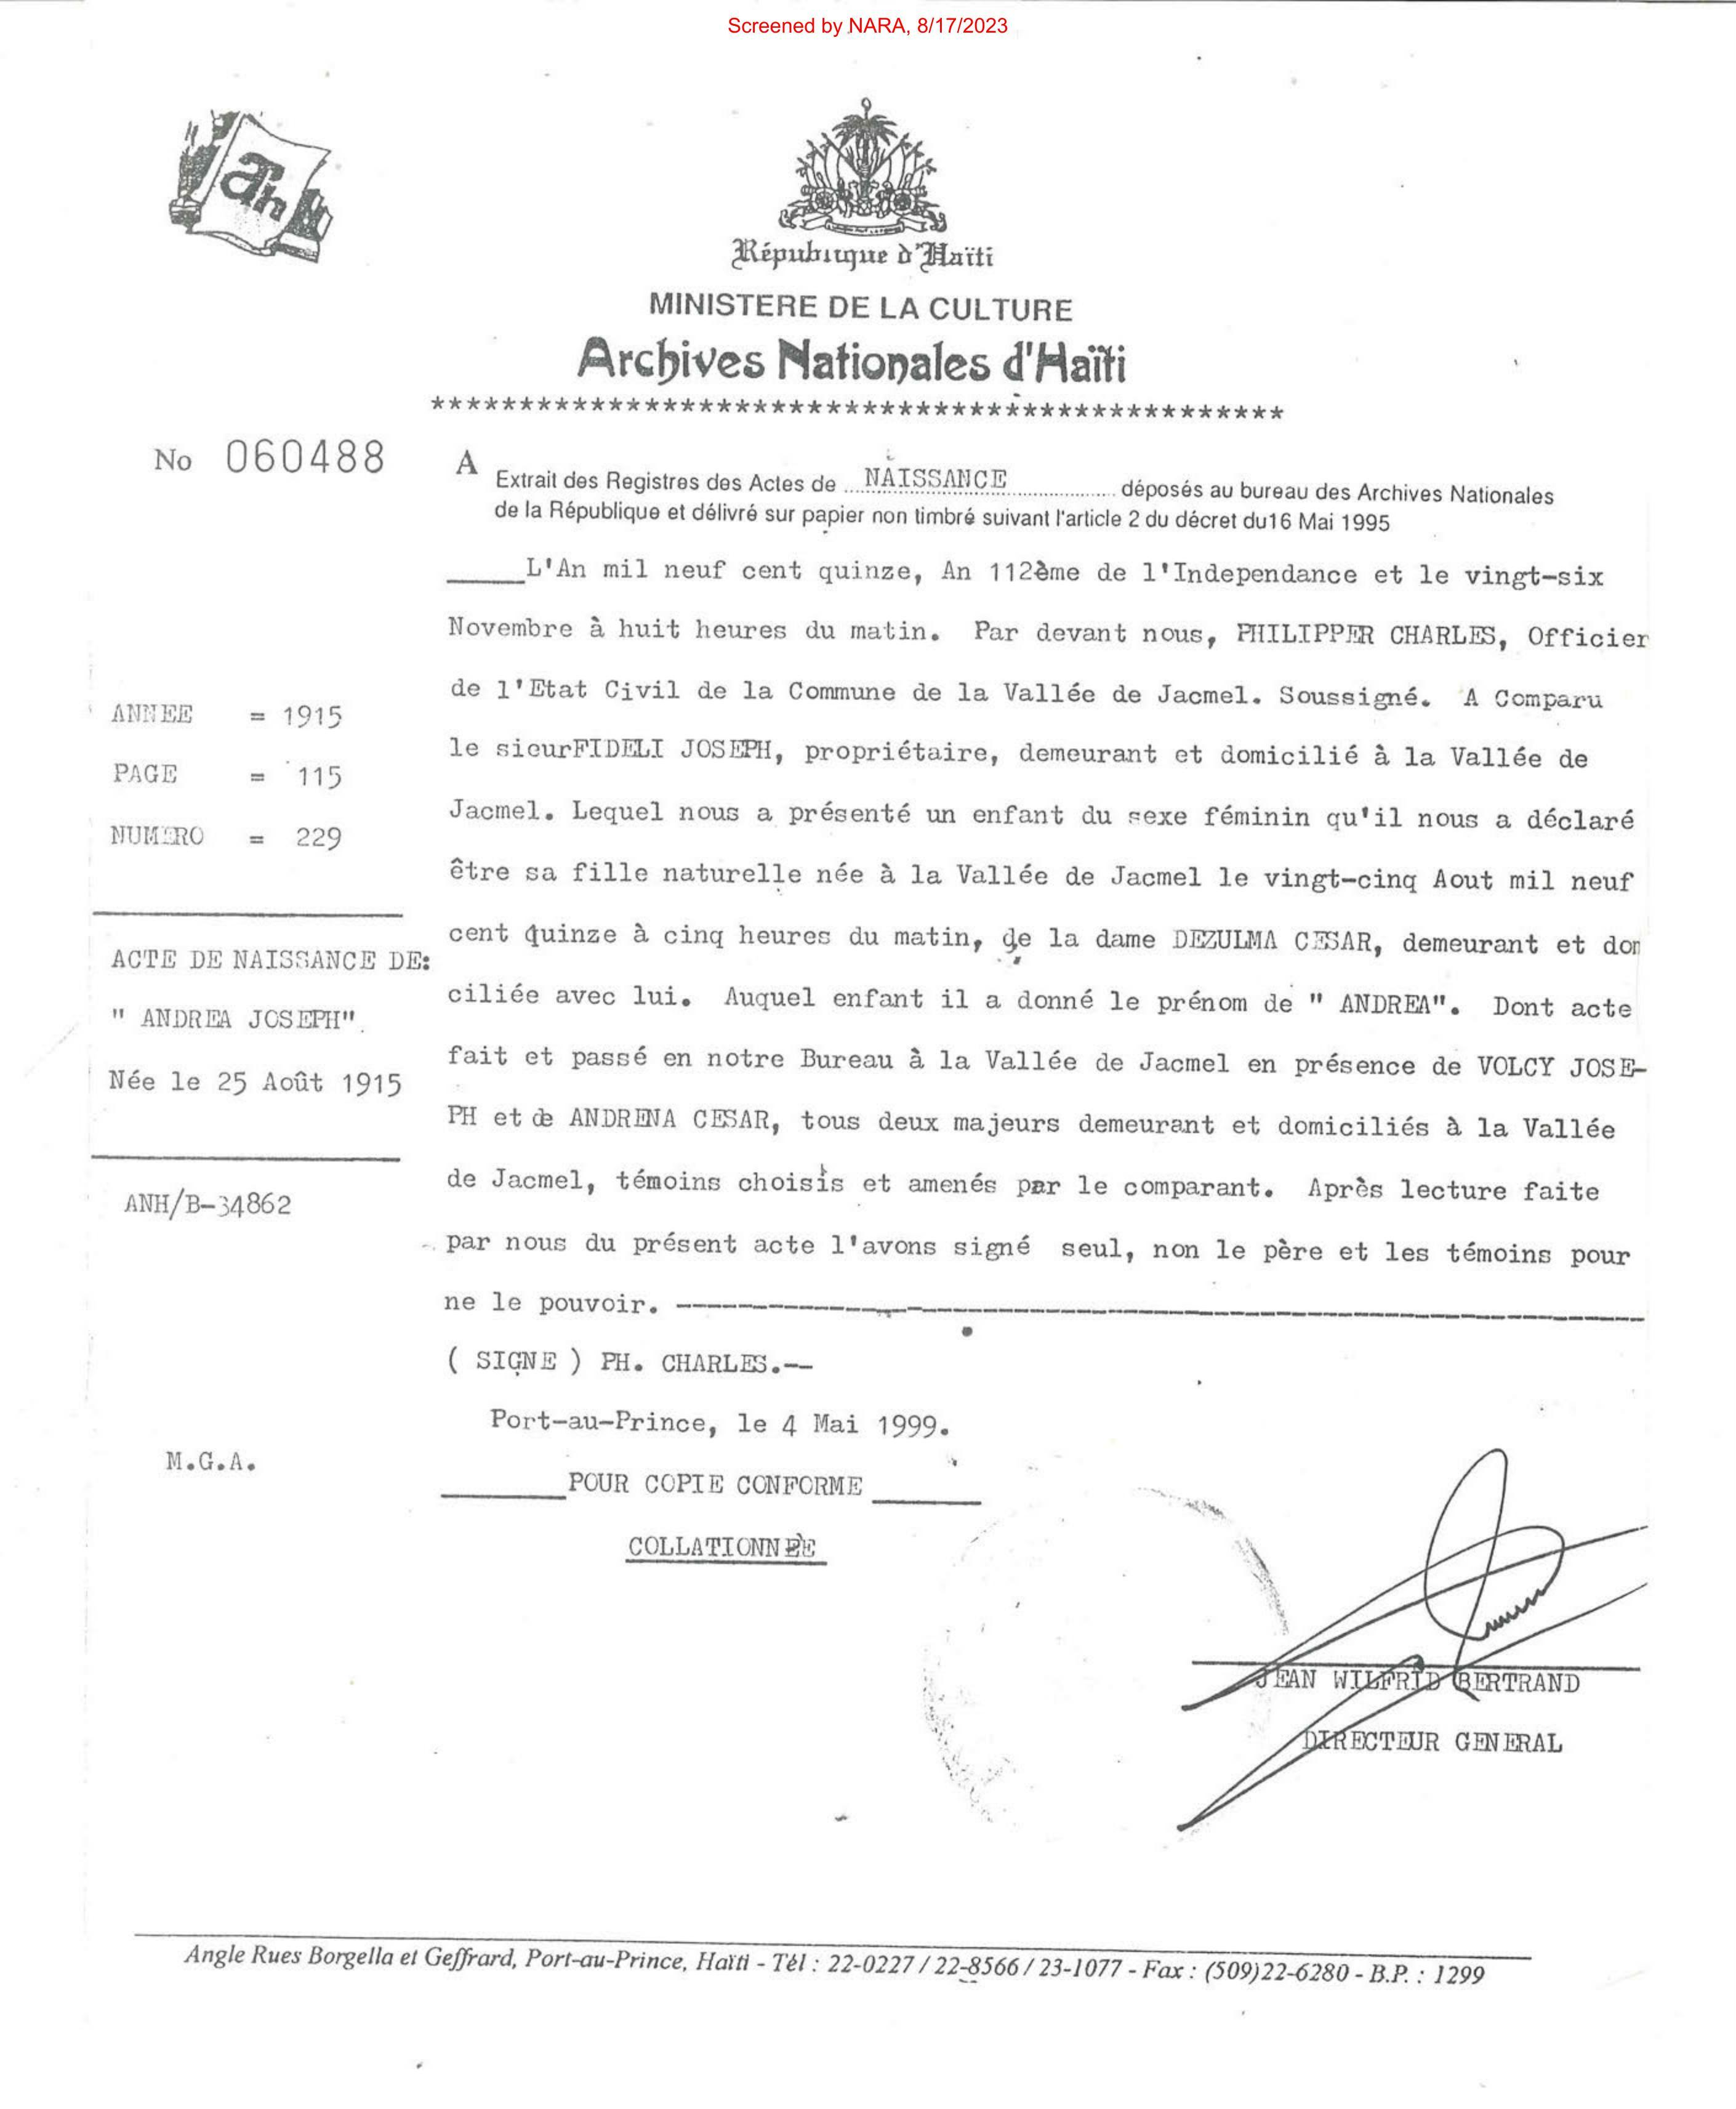 Screened by NARA, 8/17/2023
an
République d'Haïti
MINISTERE DE LA CULTURE
Archives Nationales d'Haïti
************************************************
No 060488 A
Extrait des Registres des Actes de NAISSANCE déposés au bureau des Archives Nationales
de la République et délivré sur papier non timbré suivant l'article 2 du décret du16 Mai 1995
L'An mil neuf cent quinze, An 112ème de l'Independance et le vingt-six
Novembre à huit heures du matin. Par devant nous, PHILIPPER CHARLES, Officier
de l'Etat Civil de la Commune de la Vallée de Jacmel. Soussigné. A Comparu
le sieurFIDELI JOSEPH, propriétaire, demeurant et domicilié à la Vallée de
Jacmel. Lequel nous a présenté un enfant du sexe féminin qu'il nous a déclaré
être sa fille naturelle née à la Vallée de Jacmel le vingt-cinq Aout mil neuf
cent quinze à cinq heures du matin, de la dame DEZULMA CESAR, demeurant et dom
ciliée avec lui. Auquel enfant il a donné le prénom de " ANDREA". Dont acte
fait et passé en notre Bureau à la Vallée de Jacmel en présence de VOLCY JOSE-
PH et de ANDRENA CESAR, tous deux majeurs demeurant et domiciliés à la Vallée
de Jacmel, témoins choisis et amenés par le comparant. Après lecture faite
par nous du présent acte l'avons signé seul, non le père et les témoins pour
ne le pouvoir.
( SIGNE ) PH. CHARLES.--
Port-au-Prince, le 4 Mai 1999.
POUR COPIE CONFORME
COLLATIONNÉE
ANNEE = 1915
PAGE = 115
NUMERO = 229
ACTE DE NAISSANCE DE:
" ANDREA JOSEPH".
Née le 25 Août 1915
ANH/B-34862
M.G.A.
JEAN WILFRID BERTRAND
DIRECTEUR GENERAL
Angle Rues Borgella et Geffrard, Port-au-Prince, Haïti - Tél : 22-0227 / 22-8566 / 23-1077 - Fax : (509)22-6280 - B.P. : 1299